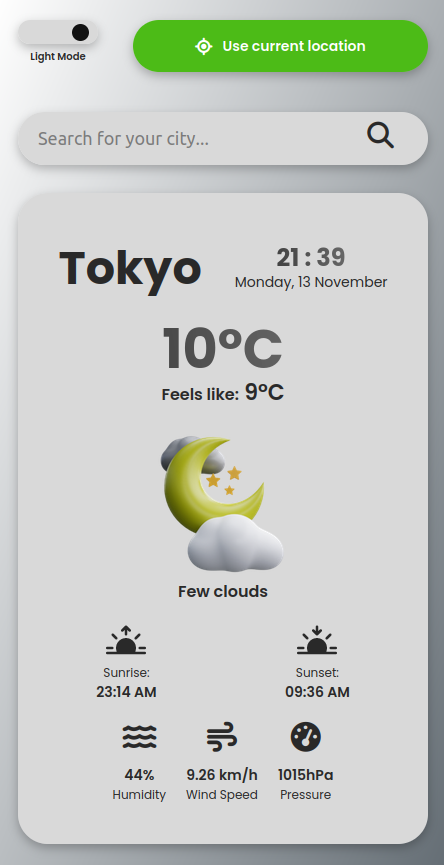 Light Mode
Use current location
Search for your city...
Tokyo
21 : 39
Monday, 13 November
10°C
Feels like: 9°C
Few clouds
Sunrise: Sunset:
23:14 AM 09:36 AM
44% 9.26 km/h 1015hPa
Humidity Wind Speed Pressure